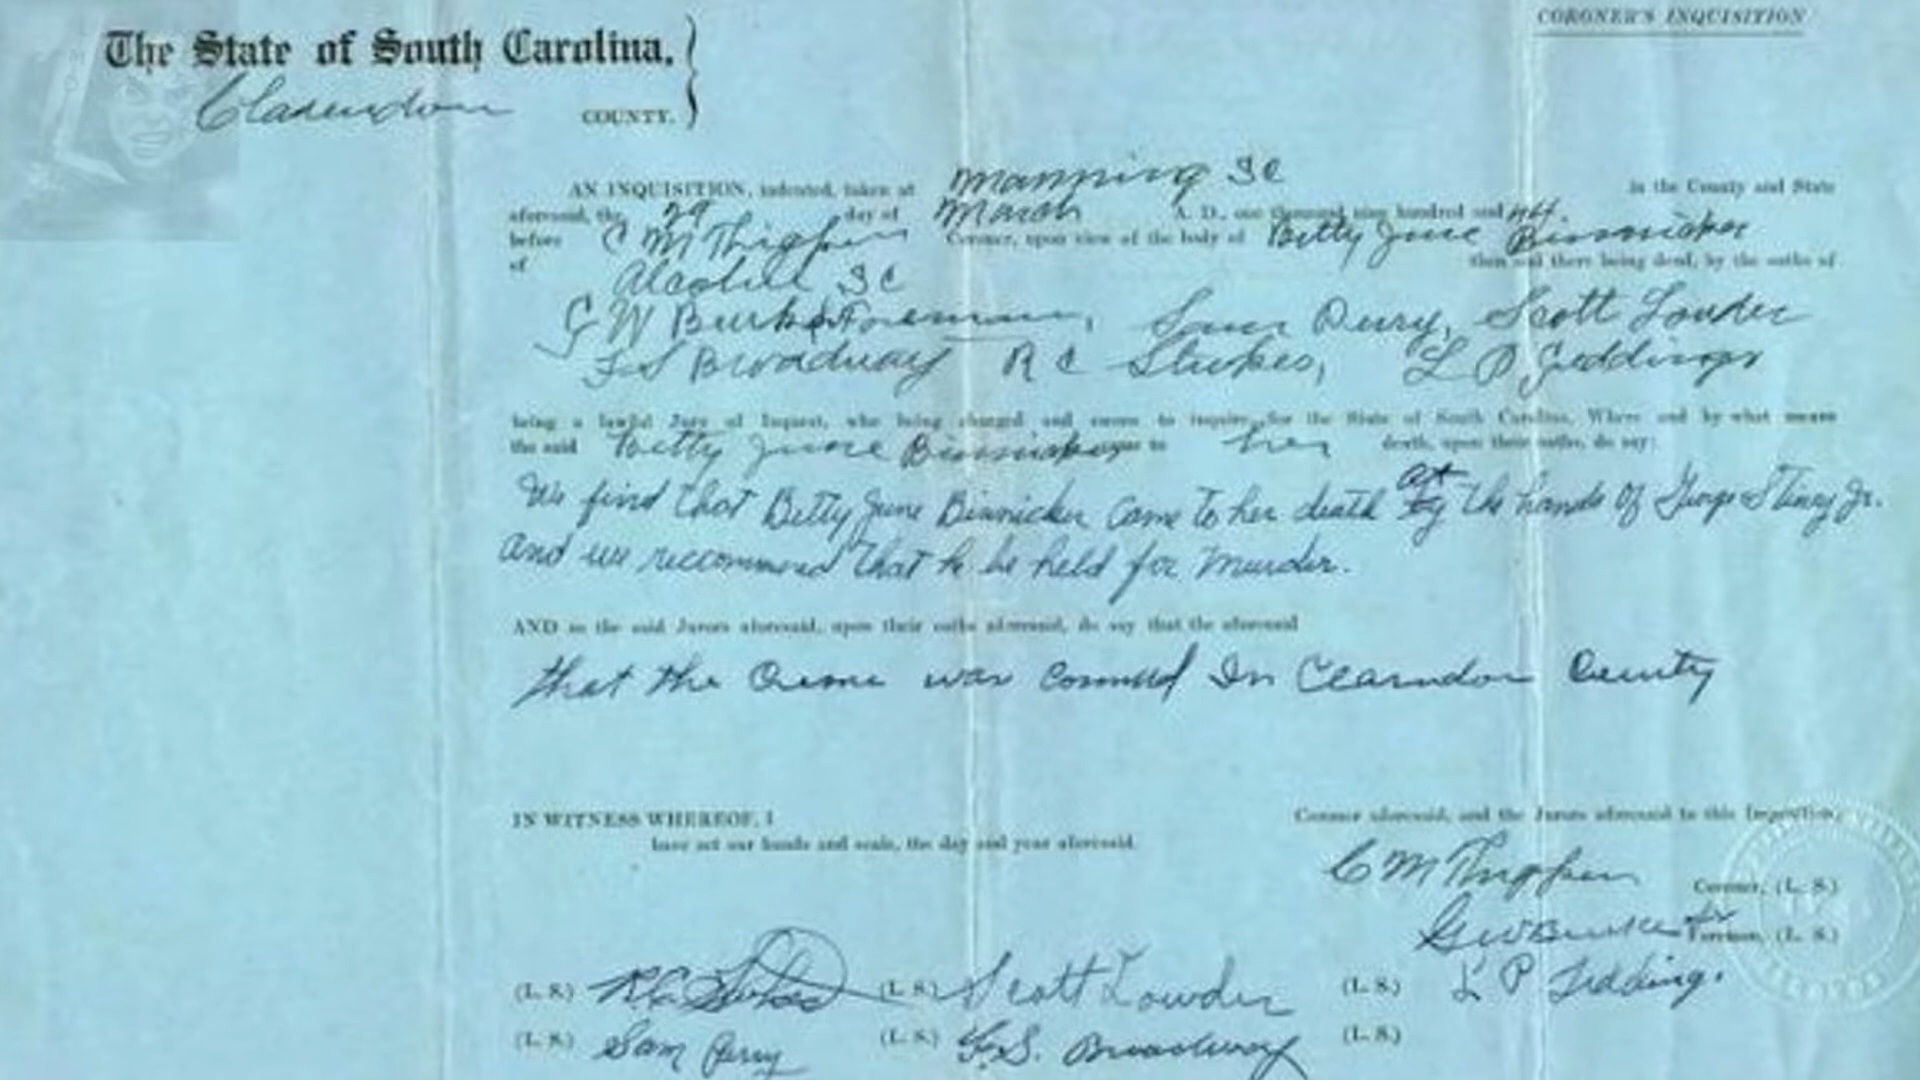 CORONER'S INQUISITION
The State of South Carolina,
Clarendon COUNTY.
AN INQUISITION, indented, taken at Manning SC in the County and State
aforesaid, the 29 day of March A. D., one thousand nine hundred and 44,
before C M Thigpen Coroner, upon view of the body of Betty June Binnicker
of Alcolu SC then and there being dead, by the oaths of
G W Burket Foreman, Sam Perry, Scott Lowder
F S Broadway R C Stukes, L P Geddings
being a lawful Jury of Inquest, who being charged and sworn to inquire, for the State of South Carolina, Where and by what means
the said Betty June Binnicker came to her death, upon their oaths, do say:
We find that Betty June Binnicker came to her death at by the hands of George Stiney Jr.
and we recommend that he be held for Murder.
AND so the said Jurors aforesaid, upon their oaths aforesaid, do say that the aforesaid
that the Crime was In County
IN WITNESS WHEREOF, I Coroner aforesaid, and the Jurors aforesaid to this Inquisition,
have set our hands and seals, the day and year aforesaid.
C M Thigpen Coroner, (L. S.)
G W Burket Foreman, (L. S.)
(L. S.) R C Stukes (L. S.) Scott Lowder (L. S.) L P Geddings.
(L. S.) Sam Perry (L. S.) F. S. Broadway (L. S.)